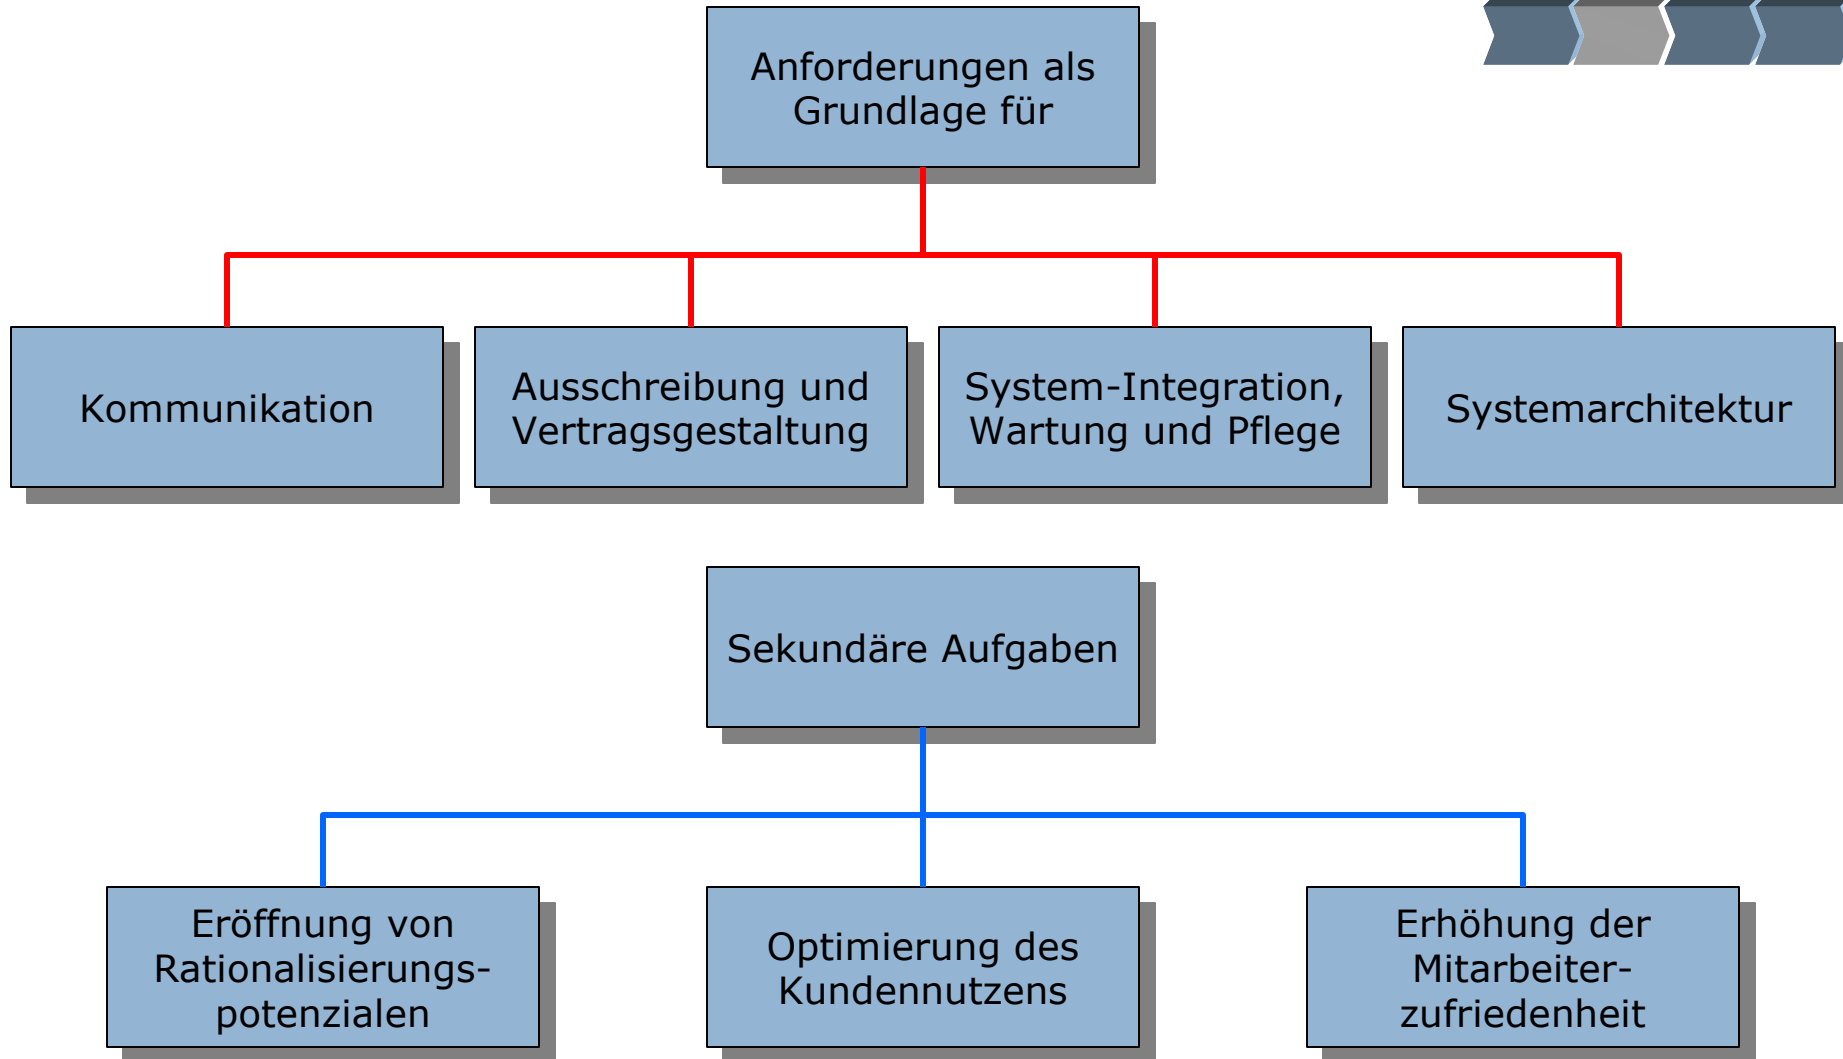 Anforderungen als
Grundlage für
Kommunikation
Ausschreibung und
Vertragsgestaltung
System-Integration,
Wartung und Pflege
Systemarchitektur
Sekundäre Aufgaben
Eröffnung von
Rationalisierungs-
potenzialen
Optimierung des
Kundennutzens
Erhöhung der
Mitarbeiter-
zufriedenheit